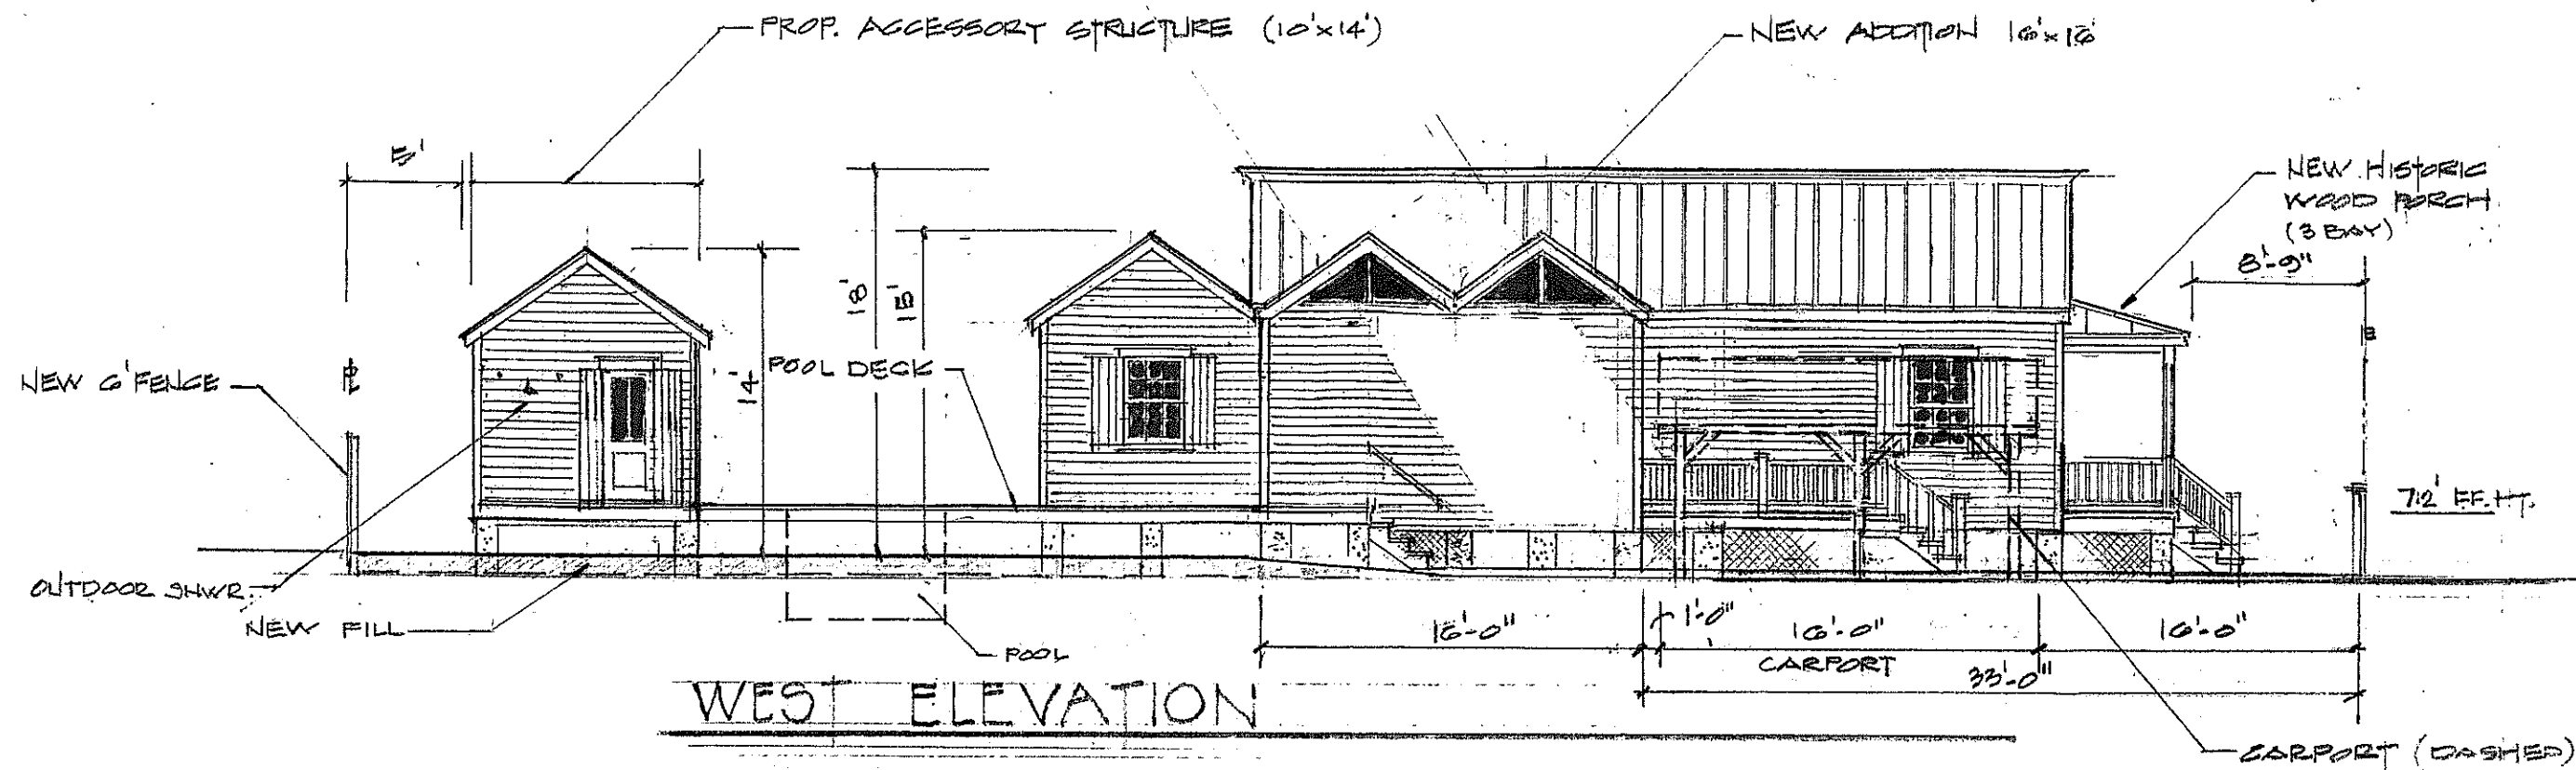 PROP. ACCESSORY STRUCTURE (10'x14')
NEW ADDITION 16'x16'
5'
NEW HISTORIC
WOOD PORCH
(3 BAY)
8'-9"
18'
15'
14'
POOL DECK
NEW 6' FENCE
7.2' EF. HT.
OUTDOOR SHWR.
NEW FILL
POOL
16'-0"
1'-0"
16'-0"
16'-0"
CARPORT
33'-0"
WEST ELEVATION
CARPORT (DASHED)